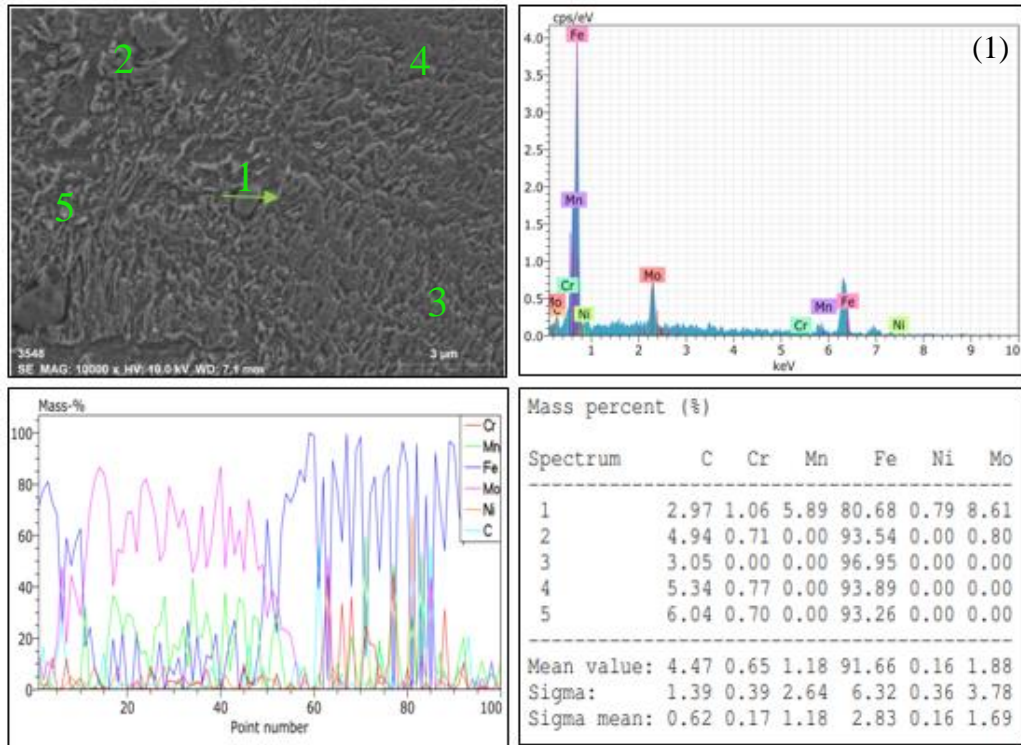 2
4
1
5
3
3548
3 µm
SE MAG: 10000 x HV: 10.0 kV WD: 7.1 mm
cps/eV
(1)
4.0
3.5
3.0
2.5
2.0
1.5
1.0
0.5
0.0
Fe
Mn
Cr
Mo
C
Ni
Mo
Cr
Mn
Fe
Ni
1 2 3 4 5 6 7 8 9 10
keV
Mass-%
100
80
60
40
20
0
Cr
Mn
Fe
Mo
Ni
C
20 40 60 80 100
Point number
Mass percent (%)
Spectrum C Cr Mn Fe Ni Mo
1 2.97 1.06 5.89 80.68 0.79 8.61
2 4.94 0.71 0.00 93.54 0.00 0.80
3 3.05 0.00 0.00 96.95 0.00 0.00
4 5.34 0.77 0.00 93.89 0.00 0.00
5 6.04 0.70 0.00 93.26 0.00 0.00
Mean value: 4.47 0.65 1.18 91.66 0.16 1.88
Sigma: 1.39 0.39 2.64 6.32 0.36 3.78
Sigma mean: 0.62 0.17 1.18 2.83 0.16 1.69